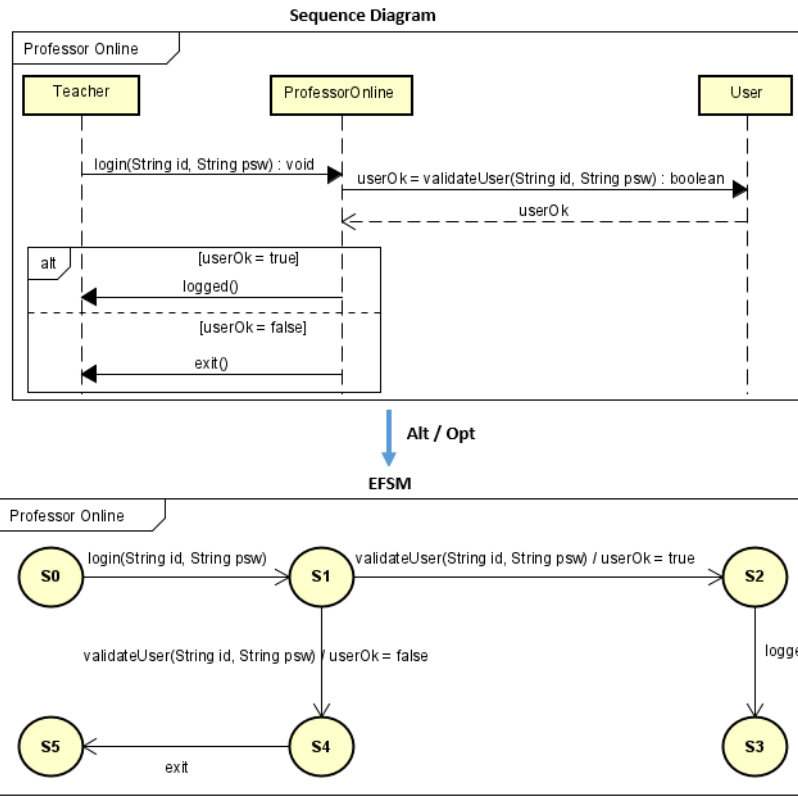 Sequence Diagram
Professor Online
Teacher
ProfessorOnline
User
login(String id, String psw) : void
userOk = validateUser(String id, String psw) : boolean
userOk
alt
[userOk = true]
logged()
[userOk = false]
exit()
Alt / Opt
EFSM
Professor Online
login(String id, String psw)
validateUser(String id, String psw) / userOk = true
S0
S1
S2
validateUser(String id, String psw) / userOk = false
S5
S4
S3
exit